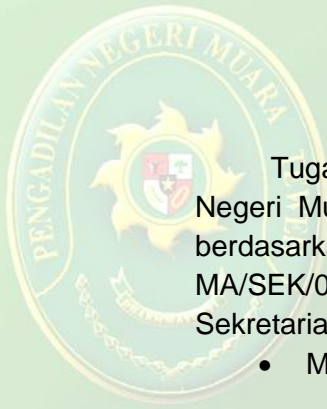 PENGADILAN NEGERI MUARA
Tuga
Negeri Mu
berdasark
MA/SEK/0
Sekretaria
• M